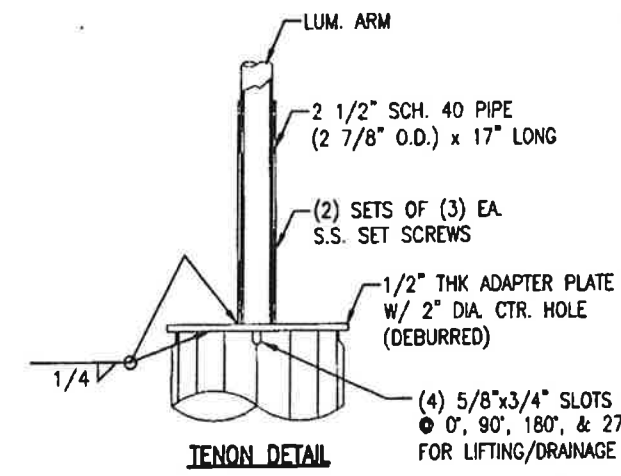 LUM. ARM
2 1/2" SCH. 40 PIPE
(2 7/8" O.D.) x 17" LONG
(2) SETS OF (3) EA.
S.S. SET SCREWS
1/2" THK ADAPTER PLATE
W/ 2" DIA. CTR. HOLE
(DEBURRED)
1/4
(4) 5/8"x3/4" SLOTS
@ 0°, 90°, 180°, & 27
FOR LIFTING/DRAINAGE
TENON DETAIL